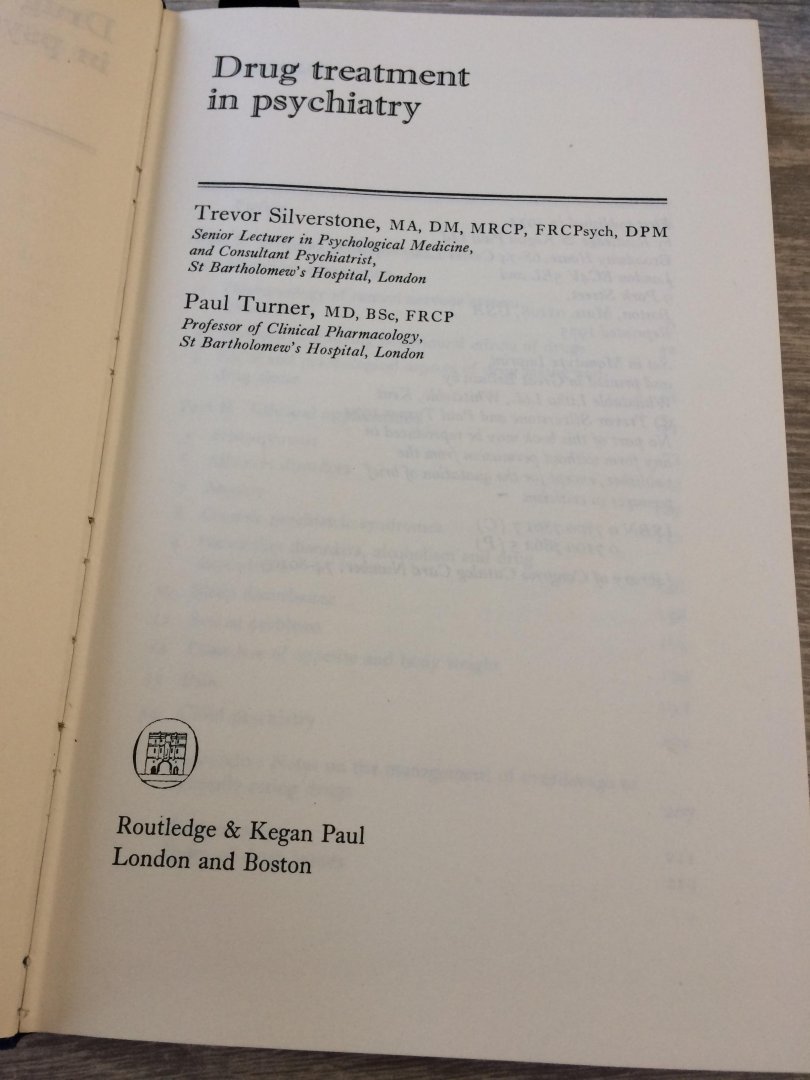 Drug treatment
in psychiatry
Trevor Silverstone, MA, DM, MRCP, FRCPsych, DPM
Senior Lecturer in Psychological Medicine,
and Consultant Psychiatrist,
St Bartholomew's Hospital, London
Paul Turner, MD, BSc, FRCP
Professor of Clinical Pharmacology,
St Bartholomew's Hospital, London
Routledge & Kegan Paul
London and Boston